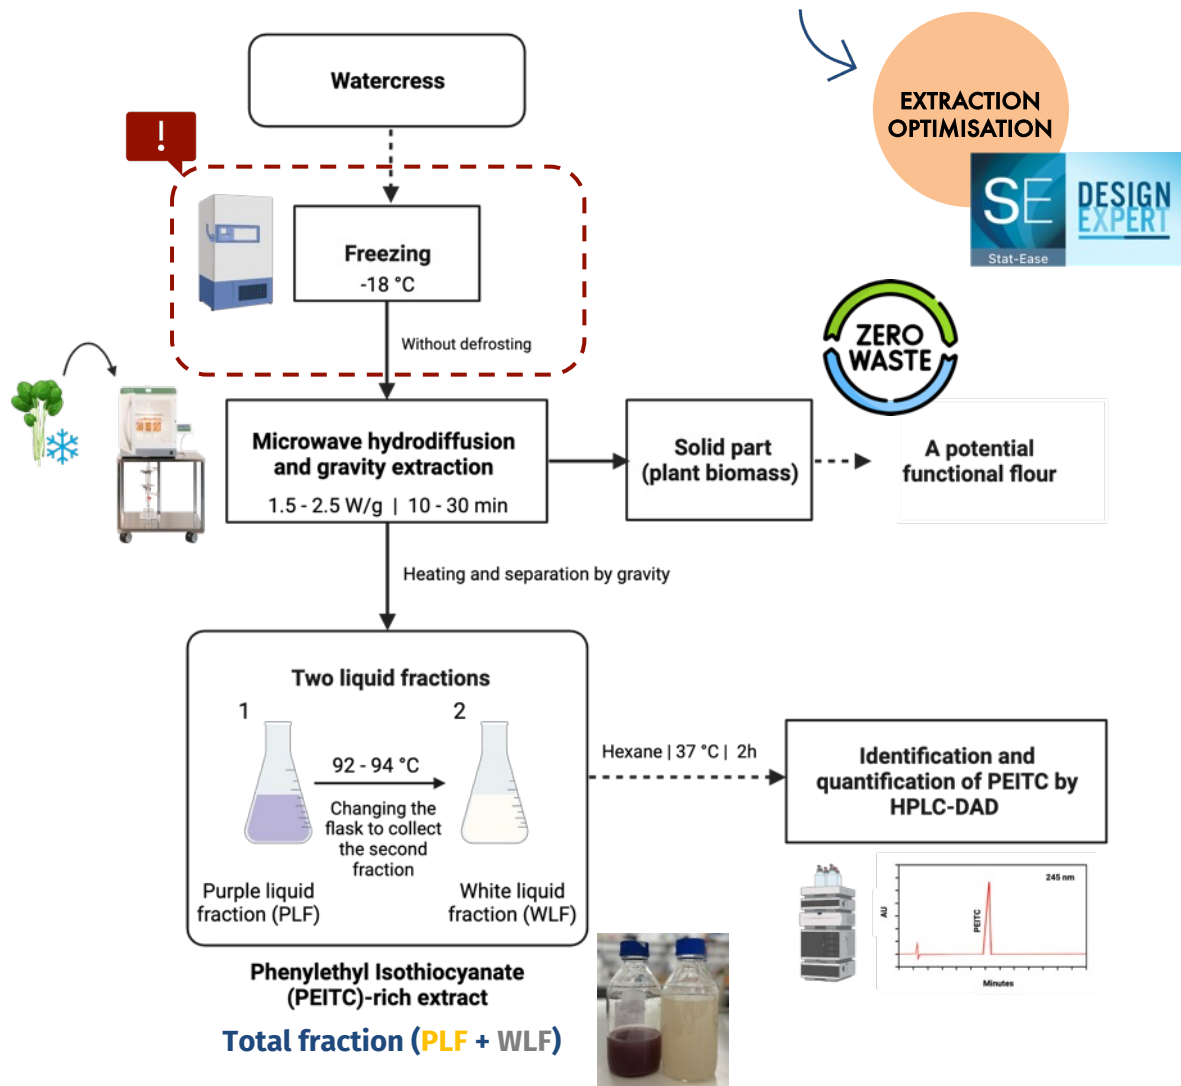 Watercress
EXTRACTION
OPTIMISATION
!
SE
Stat-Ease
DESIGN
EXPERT
Freezing
-18 °C
Without defrosting
ZERO
WASTE
Microwave hydrodiffusion
and gravity extraction
1.5 - 2.5 W/g | 10 - 30 min
Solid part
(plant biomass)
A potential
functional flour
Heating and separation by gravity
Two liquid fractions
1
2
92 - 94 °C
Changing the
flask to collect
the second
fraction
Purple liquid
fraction (PLF)
White liquid
fraction (WLF)
Hexane | 37 °C | 2h
Identification and
quantification of PEITC by
HPLC-DAD
245 nm
AU
PEITC
Minutes
Phenylethyl Isothiocyanate
(PEITC)-rich extract
Total fraction (PLF + WLF)